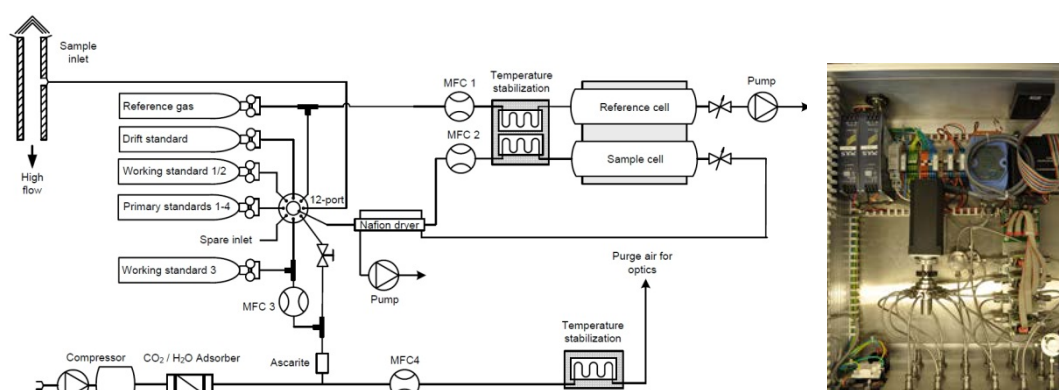 Sample
inlet
High
flow
Reference gas
Drift standard
Working standard 1/2
Primary standards 1-4
Spare inlet
Working standard 3
12-port
MFC 3
Ascarite
Compressor
CO₂ / H₂O Adsorber
Nafion dryer
Pump
MFC 1
MFC 2
Temperature
stabilization
Reference cell
Sample cell
Pump
Purge air for
optics
Temperature
stabilization
MFC4